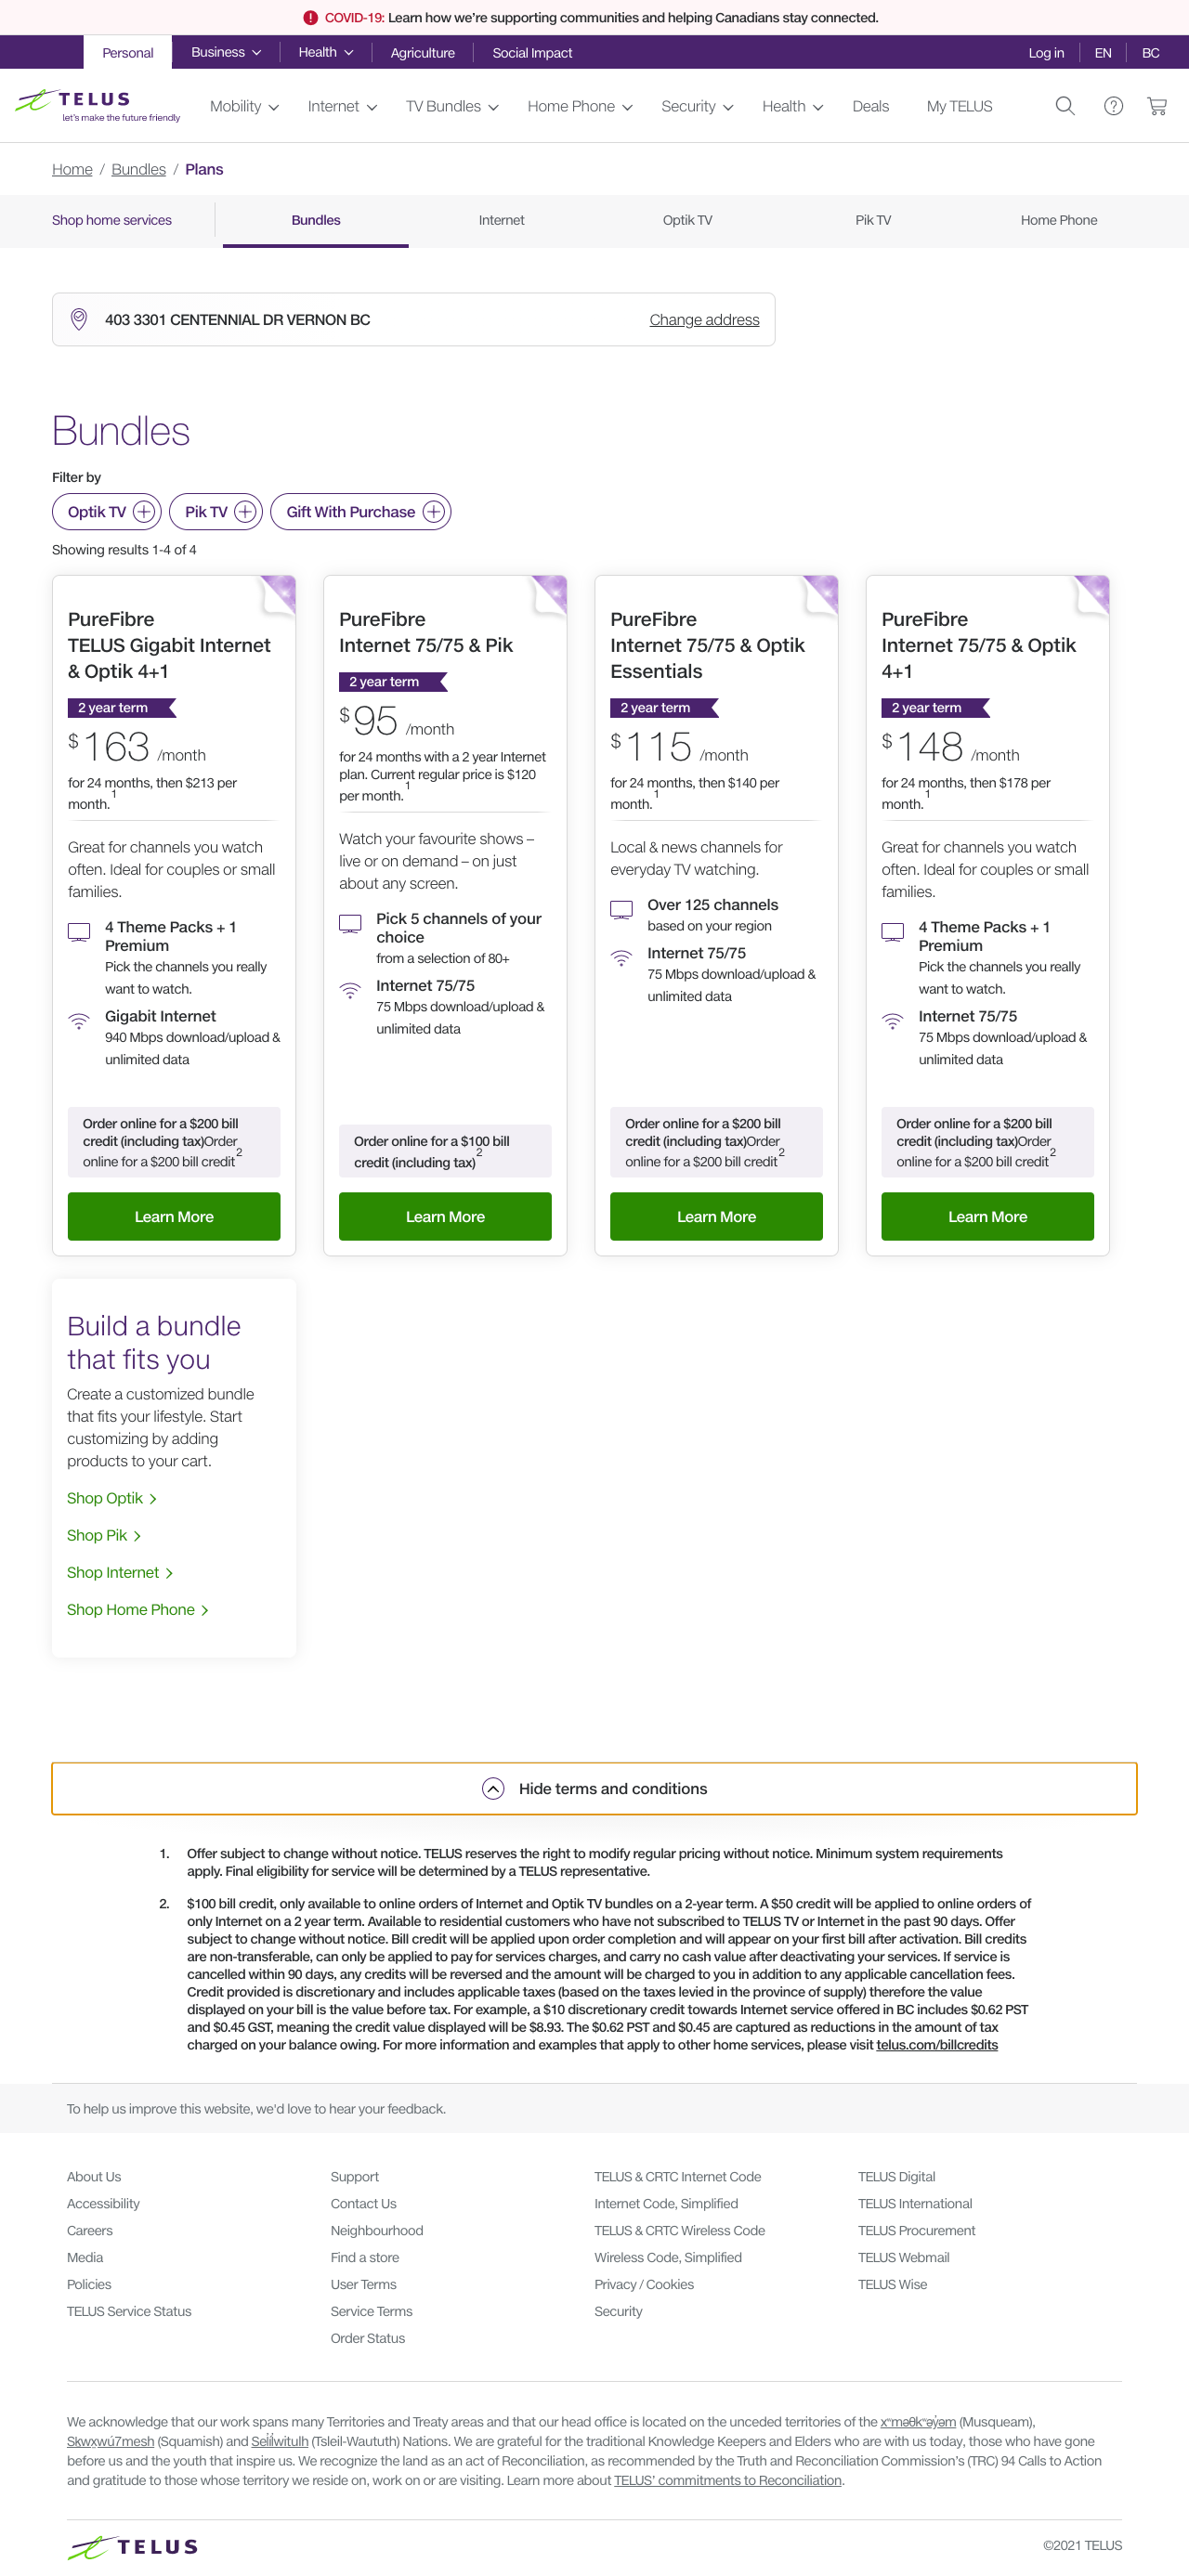 COVID-19: Learn how we're supporting communities and helping Canadians stay connected.
Personal
Business
Health
Agriculture
Social Impact
Log in
EN
BC
TELUS
let's make the future friendly
Mobility
Internet
TV Bundles
Home Phone
Security
Health
Deals
My TELUS
Home / Bundles / Plans
Shop home services
Bundles
Internet
Optik TV
Pik TV
Home Phone
403 3301 CENTENNIAL DR VERNON BC
Change address
Bundles
Filter by
Optik TV
Pik TV
Gift With Purchase
Showing results 1-4 of 4
PureFibre
TELUS Gigabit Internet
& Optik 4+1
2 year term
$163 /month
for 24 months, then $213 per
month.1
Great for channels you watch
often. Ideal for couples or small
families.
4 Theme Packs + 1
Premium
Pick the channels you really
want to watch.
Gigabit Internet
940 Mbps download/upload &
unlimited data
Order online for a $200 bill
credit (including tax)Order
online for a $200 bill credit2
Learn More
PureFibre
Internet 75/75 & Pik
2 year term
$95 /month
for 24 months with a 2 year Internet
plan. Current regular price is $120
per month.1
Watch your favourite shows –
live or on demand – on just
about any screen.
Pick 5 channels of your
choice
from a selection of 80+
Internet 75/75
75 Mbps download/upload &
unlimited data
Order online for a $100 bill
credit (including tax)2
Learn More
PureFibre
Internet 75/75 & Optik
Essentials
2 year term
$115 /month
for 24 months, then $140 per
month.1
Local & news channels for
everyday TV watching.
Over 125 channels
based on your region
Internet 75/75
75 Mbps download/upload &
unlimited data
Order online for a $200 bill
credit (including tax)Order
online for a $200 bill credit2
Learn More
PureFibre
Internet 75/75 & Optik
4+1
2 year term
$148 /month
for 24 months, then $178 per
month.1
Great for channels you watch
often. Ideal for couples or small
families.
4 Theme Packs + 1
Premium
Pick the channels you really
want to watch.
Internet 75/75
75 Mbps download/upload &
unlimited data
Order online for a $200 bill
credit (including tax)Order
online for a $200 bill credit2
Learn More
Build a bundle
that fits you
Create a customized bundle
that fits your lifestyle. Start
customizing by adding
products to your cart.
Shop Optik
Shop Pik
Shop Internet
Shop Home Phone
Hide terms and conditions
1. Offer subject to change without notice. TELUS reserves the right to modify regular pricing without notice. Minimum system requirements
apply. Final eligibility for service will be determined by a TELUS representative.
2. $100 bill credit, only available to online orders of Internet and Optik TV bundles on a 2-year term. A $50 credit will be applied to online orders of
only Internet on a 2 year term. Available to residential customers who have not subscribed to TELUS TV or Internet in the past 90 days. Offer
subject to change without notice. Bill credit will be applied upon order completion and will appear on your first bill after activation. Bill credits
are non-transferable, can only be applied to pay for services charges, and carry no cash value after deactivating your services. If service is
cancelled within 90 days, any credits will be reversed and the amount will be charged to you in addition to any applicable cancellation fees.
Credit provided is discretionary and includes applicable taxes (based on the taxes levied in the province of supply) therefore the value
displayed on your bill is the value before tax. For example, a $10 discretionary credit towards Internet service offered in BC includes $0.62 PST
and $0.45 GST, meaning the credit value displayed will be $8.93. The $0.62 PST and $0.45 are captured as reductions in the amount of tax
charged on your balance owing. For more information and examples that apply to other home services, please visit telus.com/billcredits
To help us improve this website, we'd love to hear your feedback.
About Us
Accessibility
Careers
Media
Policies
TELUS Service Status
Support
Contact Us
Neighbourhood
Find a store
User Terms
Service Terms
Order Status
TELUS & CRTC Internet Code
Internet Code, Simplified
TELUS & CRTC Wireless Code
Wireless Code, Simplified
Privacy / Cookies
Security
TELUS Digital
TELUS International
TELUS Procurement
TELUS Webmail
TELUS Wise
We acknowledge that our work spans many Territories and Treaty areas and that our head office is located on the unceded territories of the xʷməθkʷəy̓əm (Musqueam),
Sḵwx̱wú7mesh (Squamish) and Sel̓íl̓witulh (Tsleil-Waututh) Nations. We are grateful for the traditional Knowledge Keepers and Elders who are with us today, those who have gone
before us and the youth that inspire us. We recognize the land as an act of Reconciliation, as recommended by the Truth and Reconciliation Commission's (TRC) 94 Calls to Action
and gratitude to those whose territory we reside on, work on or are visiting. Learn more about TELUS' commitments to Reconciliation.
TELUS
©2021 TELUS